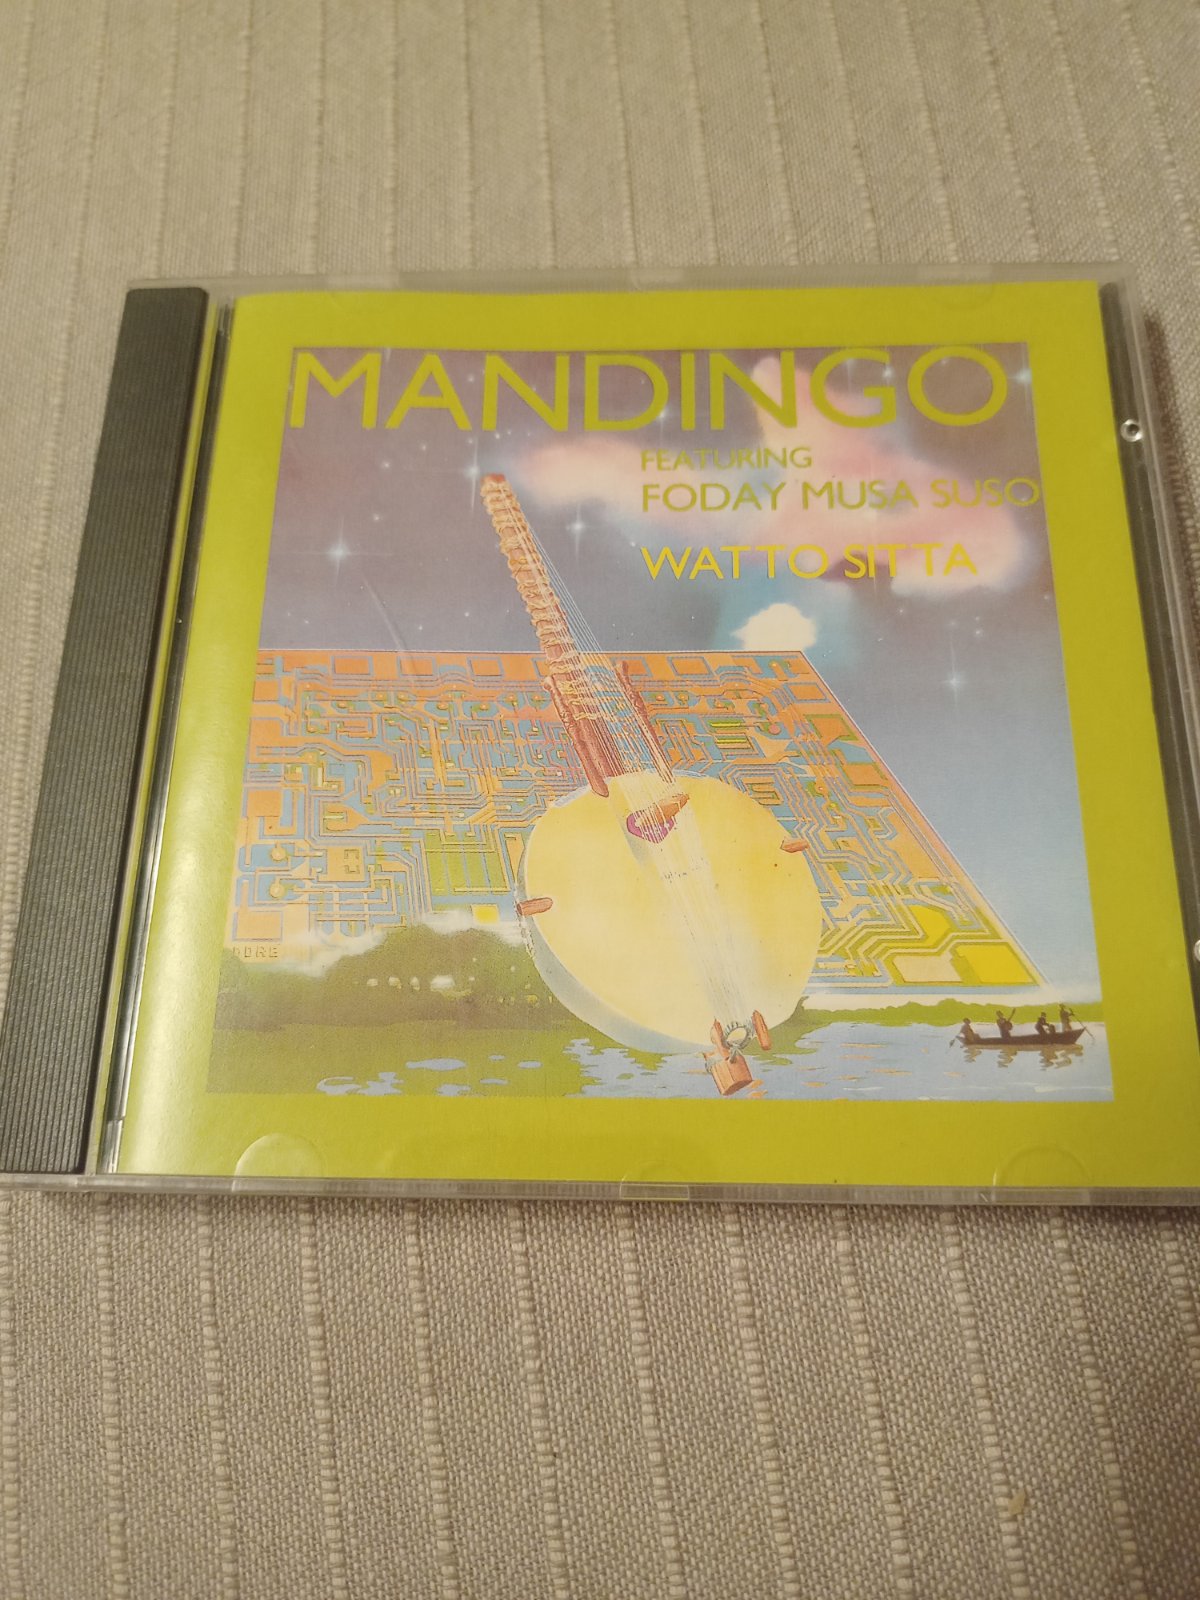 MANDINGO
FEATURING
FODAY MUSA SUSO
WATTO SITTA